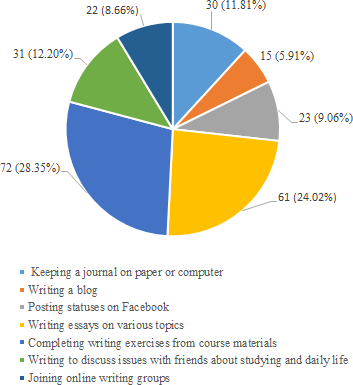 22 (8.66%)
30 (11.81%)
31 (12.20%)
15 (5.91%)
23 (9.06%)
72 (28.35%)
61 (24.02%)
Keeping a journal on paper or computer
Writing a blog
Posting statuses on Facebook
Writing essays on various topics
Completing writing exercises from course materials
Writing to discuss issues with friends about studying and daily life
Joining online writing groups